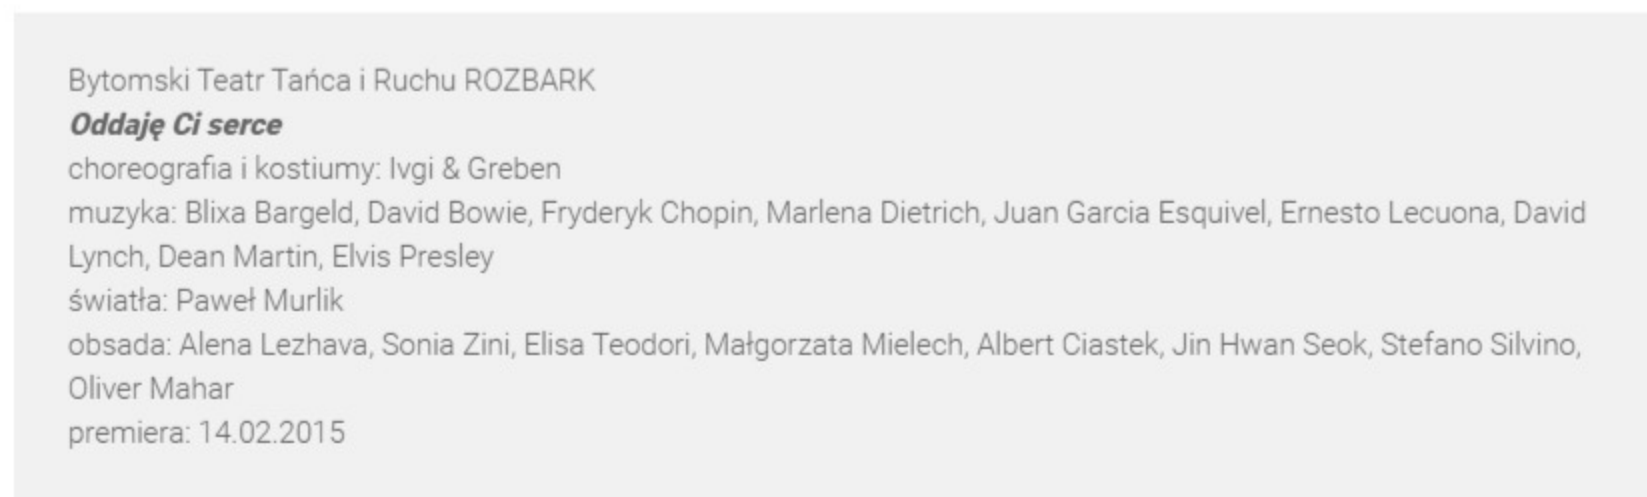 Bytomski Teatr Tańca i Ruchu ROZBARK
Oddaję Ci serce
choreografia i kostiumy: Ivgi & Greben
muzyka: Blixa Bargeld, David Bowie, Fryderyk Chopin, Marlena Dietrich, Juan Garcia Esquivel, Ernesto Lecuona, David
Lynch, Dean Martin, Elvis Presley
światła: Paweł Murlik
obsada: Alena Lezhava, Sonia Zini, Elisa Teodori, Małgorzata Mielech, Albert Ciastek, Jin Hwan Seok, Stefano Silvino,
Oliver Mahar
premiera: 14.02.2015